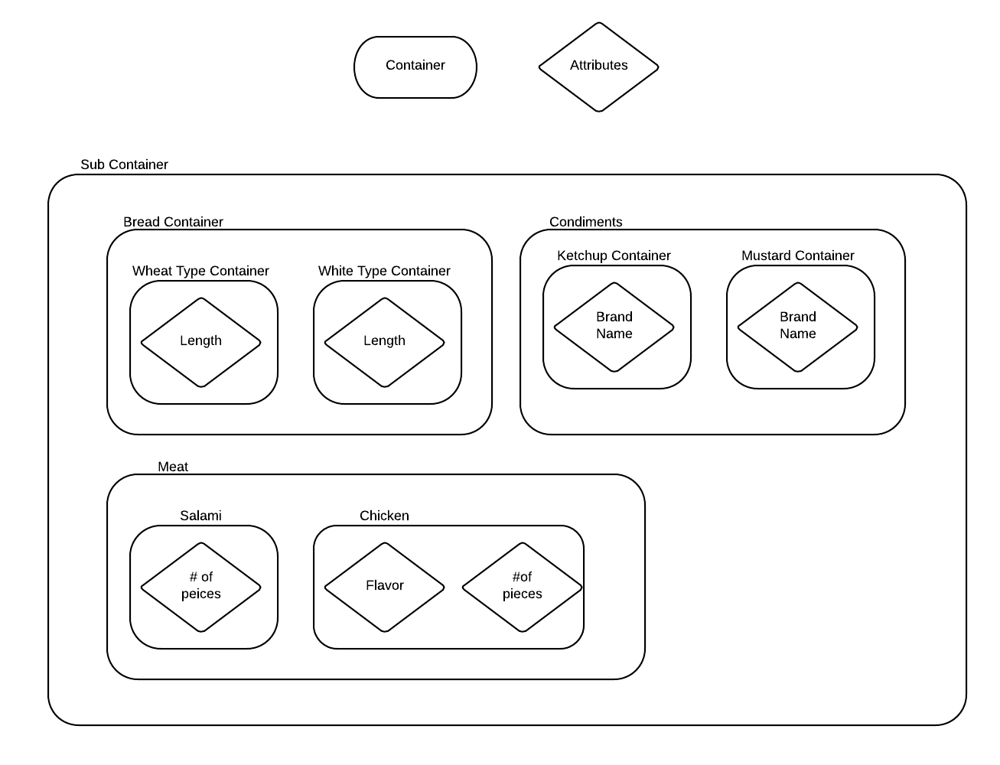 Container
Attributes
Sub Container
Bread Container
Condiments
Ketchup Container
Mustard Container
Wheat Type Container
White Type Container
Length
Length
Brand
Name
Brand
Name
Meat
Salami
Chicken
# of
peices
Flavor
#of
pieces